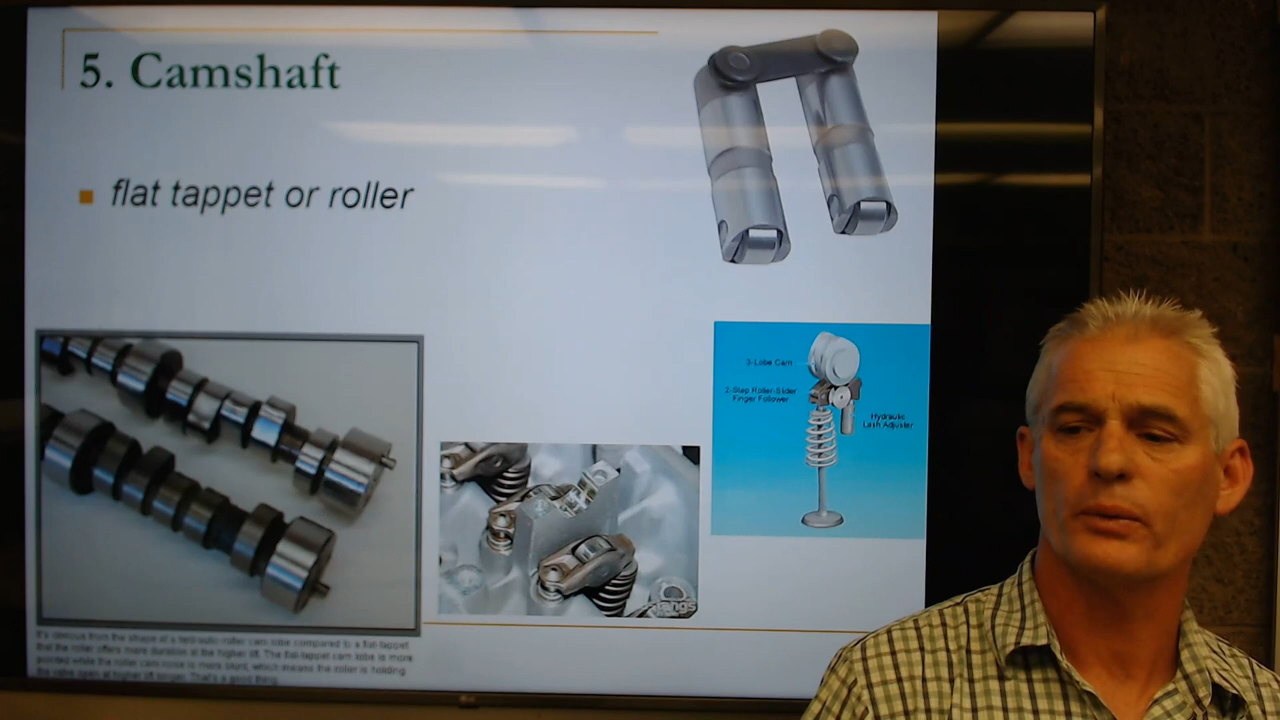 5. Camshaft
flat tappet or roller
3-Lobe Cam
2-Step Roller-Slider
Finger Follower
Hydraulic
Lash Adjuster
It's obvious from the shape of a hydraulic roller cam lobe compared to a flat-tappet
that the roller offers more duration at the higher lift. The flat-tappet cam lobe is more
pointed while the roller cam noise is more blunt, which means the roller is holding
the lobe open at higher lift longer. That's a good thing.